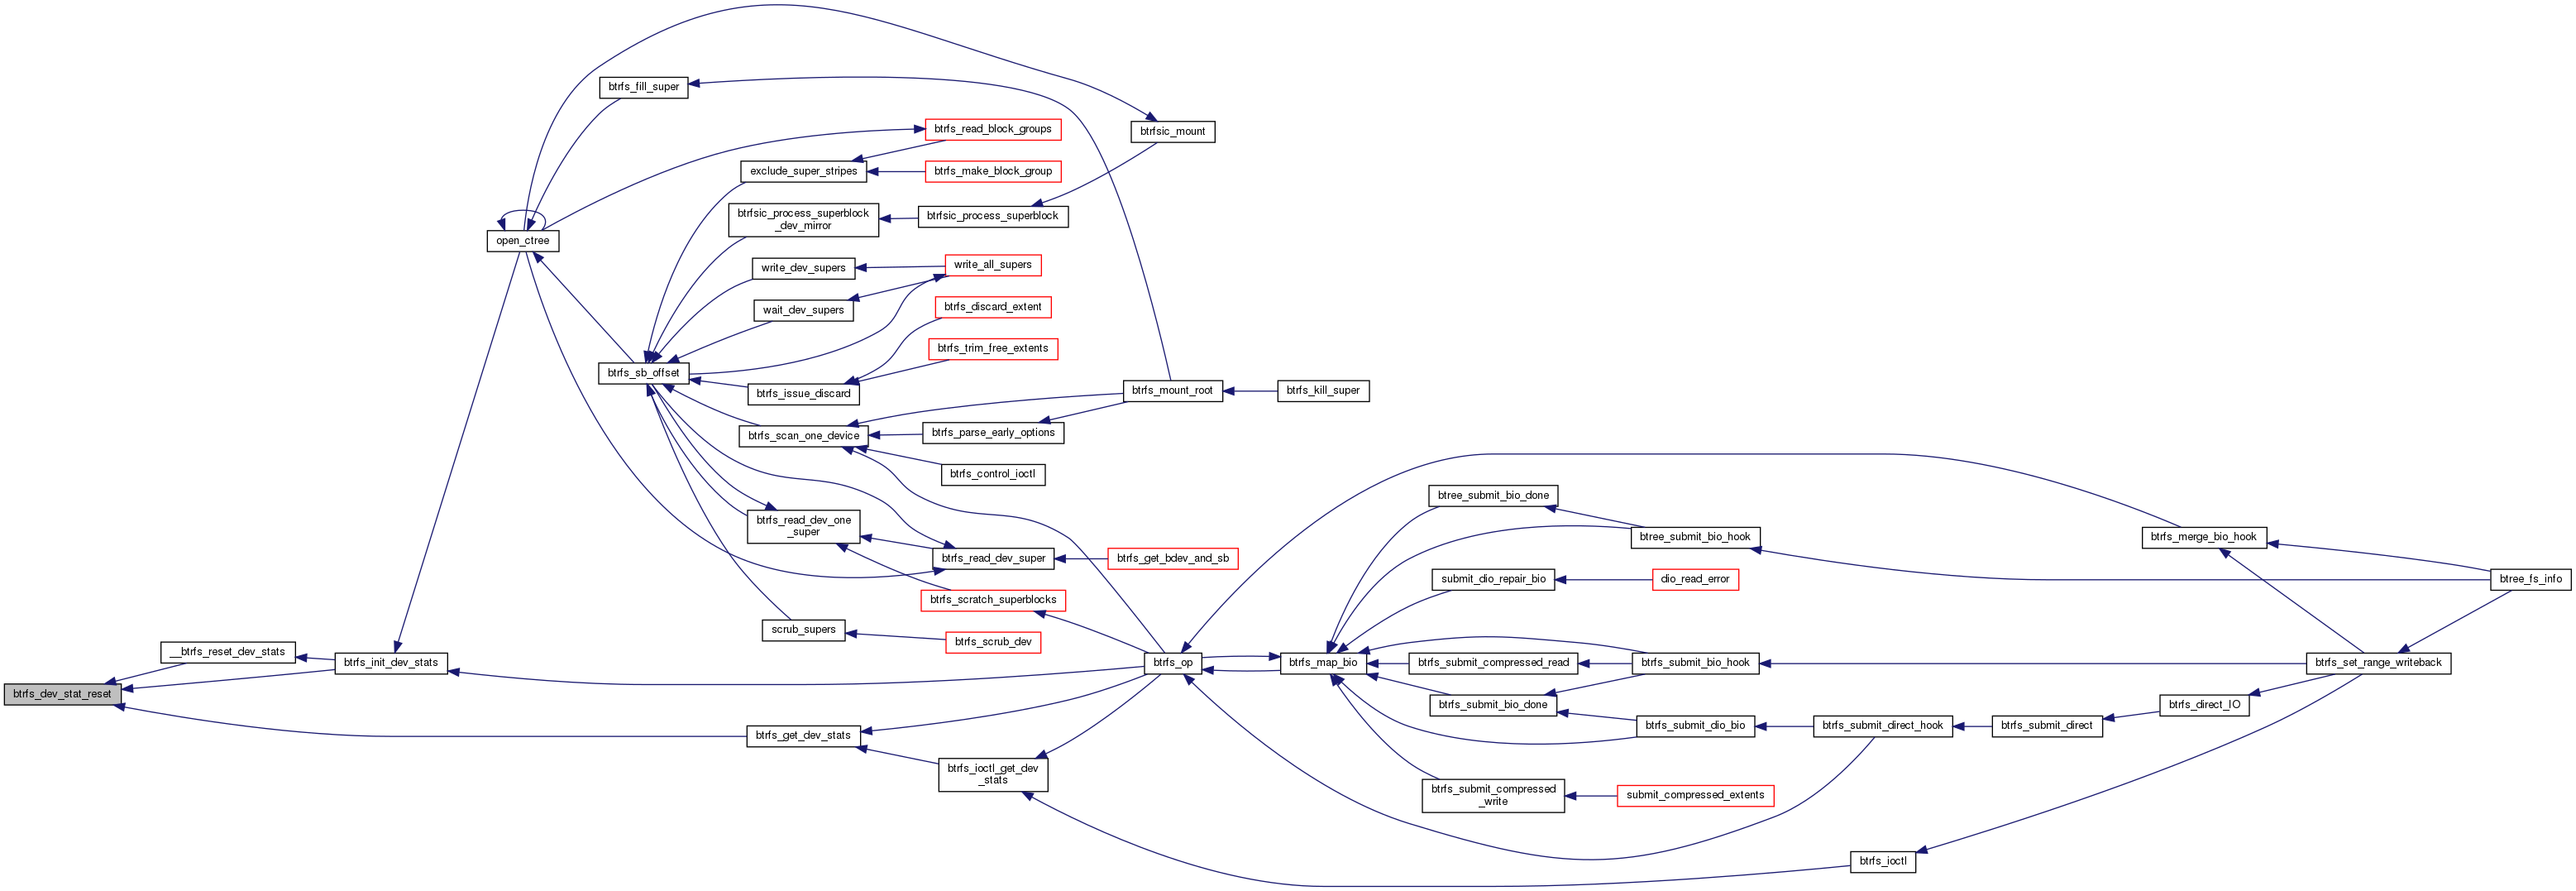 btrfs_fill_super
btrfs_read_block_groups
btrfsic_mount
exclude_super_stripes
btrfs_make_block_group
btrfsic_process_superblock
_dev_mirror
btrfsic_process_superblock
open_ctree
write_dev_supers
write_all_supers
wait_dev_supers
btrfs_discard_extent
btrfs_trim_free_extents
btrfs_sb_offset
btrfs_issue_discard
btrfs_mount_root
btrfs_kill_super
btrfs_scan_one_device
btrfs_parse_early_options
btrfs_control_ioctl
btree_submit_bio_done
btrfs_read_dev_one
_super
btree_submit_bio_hook
btrfs_merge_bio_hook
btrfs_read_dev_super
btrfs_get_bdev_and_sb
submit_dio_repair_bio
dio_read_error
btree_fs_info
btrfs_scratch_superblocks
scrub_supers
btrfs_scrub_dev
__btrfs_reset_dev_stats
btrfs_init_dev_stats
btrfs_op
btrfs_map_bio
btrfs_submit_compressed_read
btrfs_submit_bio_hook
btrfs_set_range_writeback
btrfs_dev_stat_reset
btrfs_submit_bio_done
btrfs_direct_IO
btrfs_get_dev_stats
btrfs_submit_dio_bio
btrfs_submit_direct_hook
btrfs_submit_direct
btrfs_ioctl_get_dev
_stats
btrfs_submit_compressed
_write
submit_compressed_extents
btrfs_ioctl